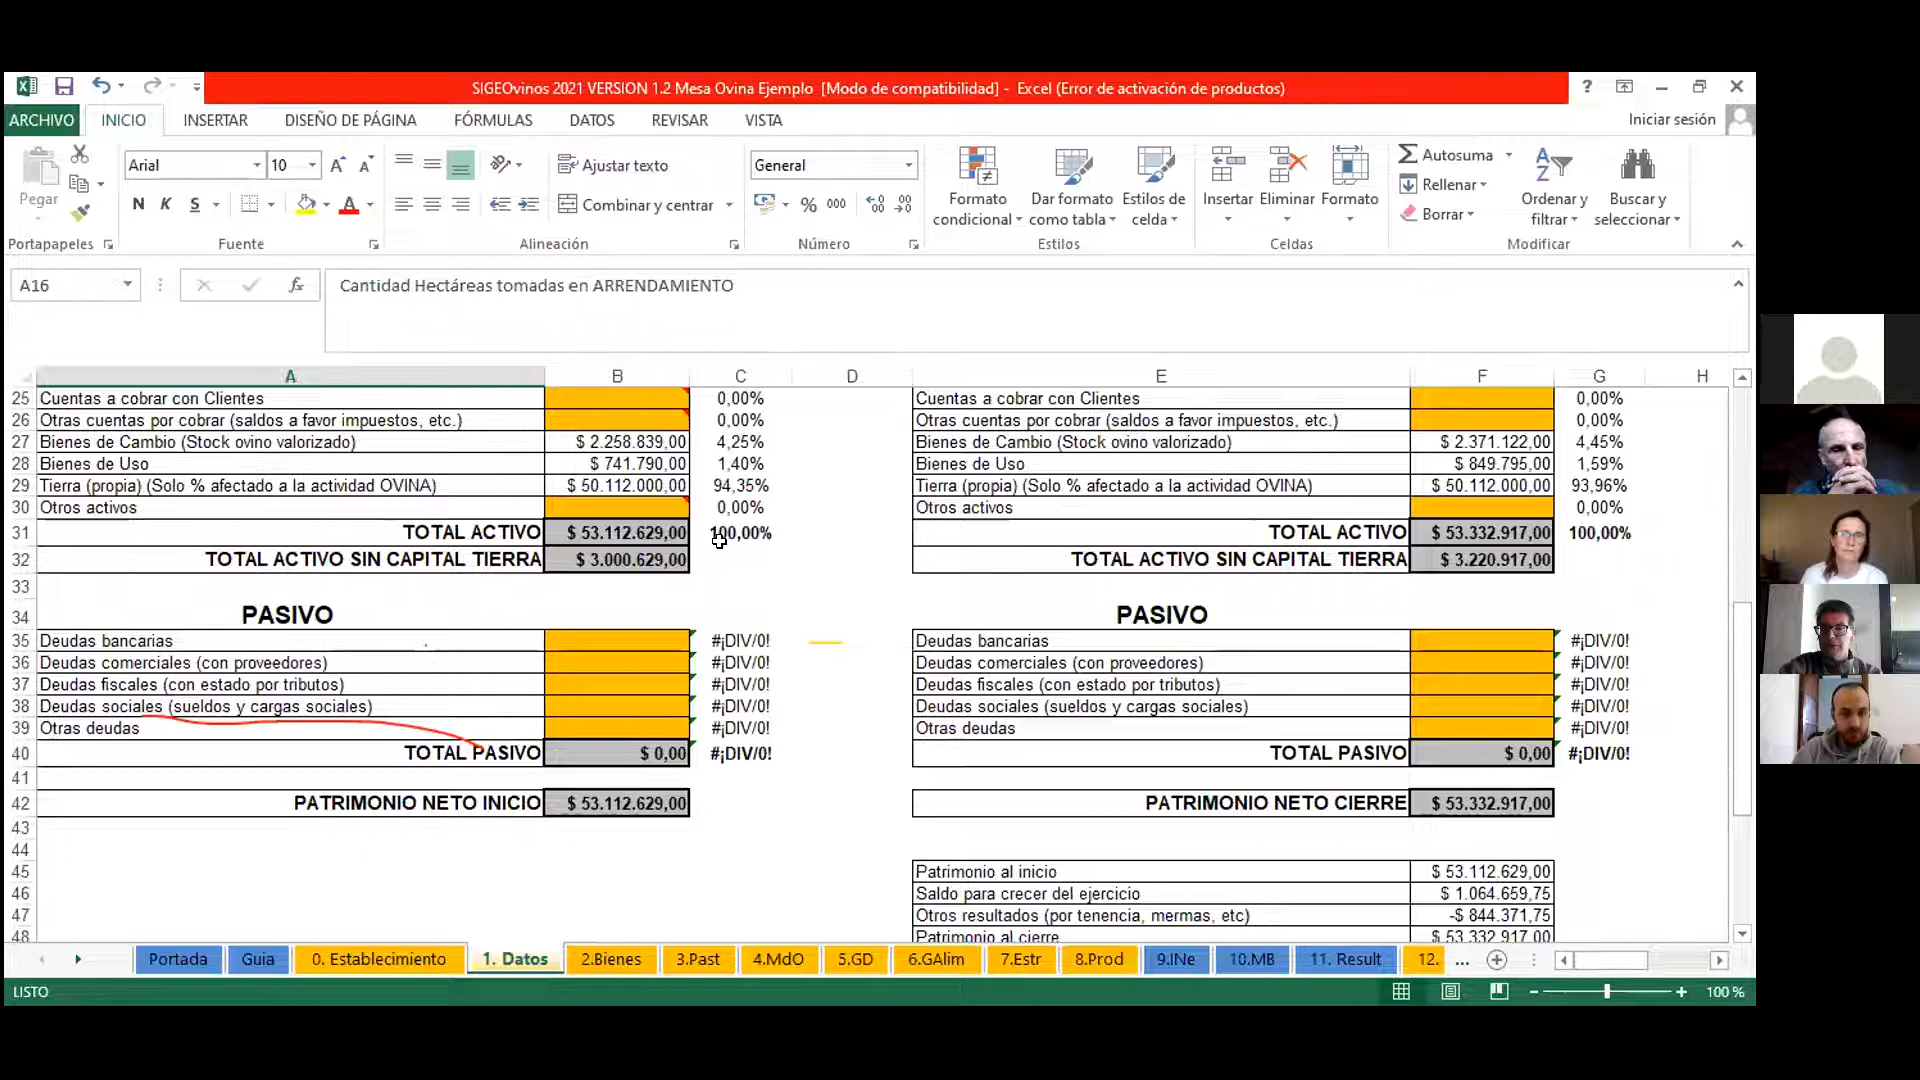 SIGEOvinos 2021 VERSION 1.2 Mesa Ovina Ejemplo [Modo de compatibilidad] - Excel (Error de activación de productos)
ARCHIVO INICIO INSERTAR DISEÑO DE PÁGINA FÓRMULAS DATOS REVISAR VISTA Iniciar sesión
Arial 10 Ajustar texto General Autosuma
Pegar N K S Combinar y centrar % 000 Formato condicional Dar formato como tabla Estilos de celda Insertar Eliminar Formato Rellenar Borrar Ordenar y filtrar Buscar y seleccionar
Portapapeles Fuente Alineación Número Estilos Celdas Modificar
A16 fx Cantidad Hectáreas tomadas en ARRENDAMIENTO
A B C D E F G H
25 Cuentas a cobrar con Clientes 0,00% Cuentas a cobrar con Clientes 0,00%
26 Otras cuentas por cobrar (saldos a favor impuestos, etc.) 0,00% Otras cuentas por cobrar (saldos a favor impuestos, etc.) 0,00%
27 Bienes de Cambio (Stock ovino valorizado) $ 2.258.839,00 4,25% Bienes de Cambio (Stock ovino valorizado) $ 2.371.122,00 4,45%
28 Bienes de Uso $ 741.790,00 1,40% Bienes de Uso $ 849.795,00 1,59%
29 Tierra (propia) (Solo % afectado a la actividad OVINA) $ 50.112.000,00 94,35% Tierra (propia) (Solo % afectado a la actividad OVINA) $ 50.112.000,00 93,96%
30 Otros activos 0,00% Otros activos 0,00%
31 TOTAL ACTIVO $ 53.112.629,00 100,00% TOTAL ACTIVO $ 53.332.917,00 100,00%
32 TOTAL ACTIVO SIN CAPITAL TIERRA $ 3.000.629,00 TOTAL ACTIVO SIN CAPITAL TIERRA $ 3.220.917,00
33
34 PASIVO PASIVO
35 Deudas bancarias #¡DIV/0! Deudas bancarias #¡DIV/0!
36 Deudas comerciales (con proveedores) #¡DIV/0! Deudas comerciales (con proveedores) #¡DIV/0!
37 Deudas fiscales (con estado por tributos) #¡DIV/0! Deudas fiscales (con estado por tributos) #¡DIV/0!
38 Deudas sociales (sueldos y cargas sociales) #¡DIV/0! Deudas sociales (sueldos y cargas sociales) #¡DIV/0!
39 Otras deudas #¡DIV/0! Otras deudas #¡DIV/0!
40 TOTAL PASIVO $ 0,00 #¡DIV/0! TOTAL PASIVO $ 0,00 #¡DIV/0!
41
42 PATRIMONIO NETO INICIO $ 53.112.629,00 PATRIMONIO NETO CIERRE $ 53.332.917,00
43
44
45 Patrimonio al inicio $ 53.112.629,00
46 Saldo para crecer del ejercicio $ 1.064.659,75
47 Otros resultados (por tenencia, mermas, etc) -$ 844.371,75
48 Patrimonio al cierre $ 53.332.917,00
Portada Guia 0. Establecimiento 1. Datos 2.Bienes 3.Past 4.MdO 5.GD 6.GAlim 7.Estr 8.Prod 9.INe 10.MB 11. Result 12. ...
LISTO 100 %